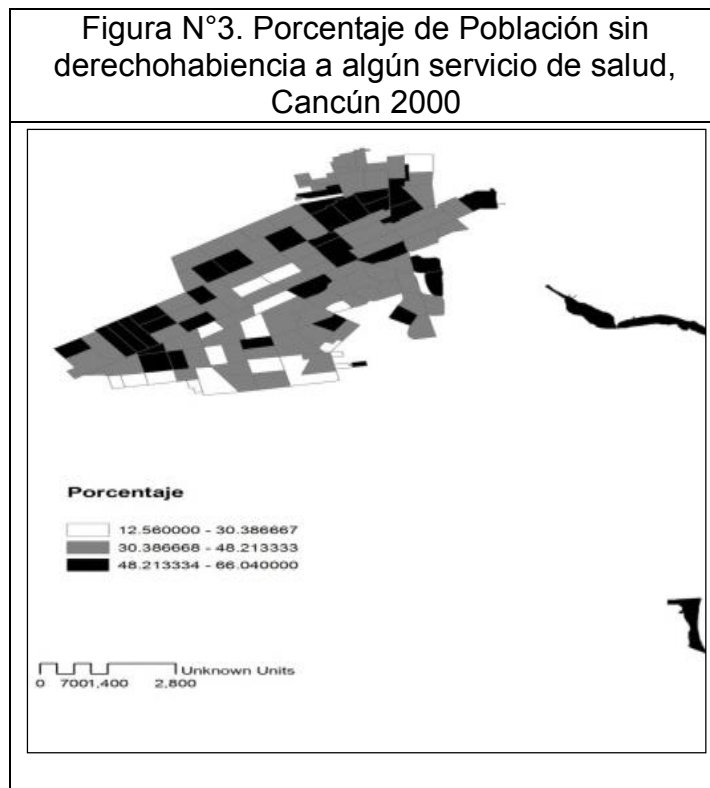 Figura N°3. Porcentaje de Población sin
derechohabiencia a algún servicio de salud,
Cancún 2000
Porcentaje
12.560000 - 30.386667
30.386668 - 48.213333
48.213334 - 66.040000
Unknown Units
0 7001,400 2,800